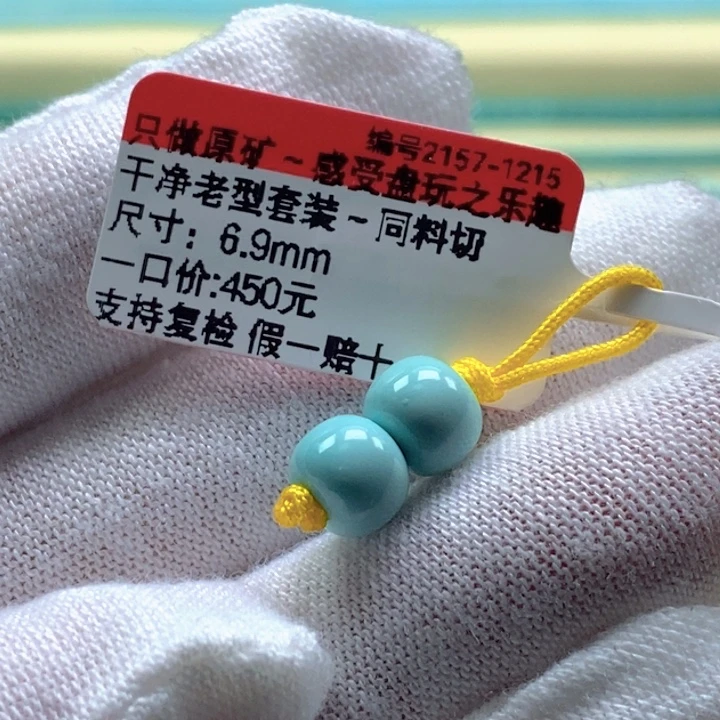 编号2157-1215
只做原矿~感受盘玩之乐趣
干净老型套装~同料切
尺寸：6.9mm
一口价:450元
支持复检 假一赔十